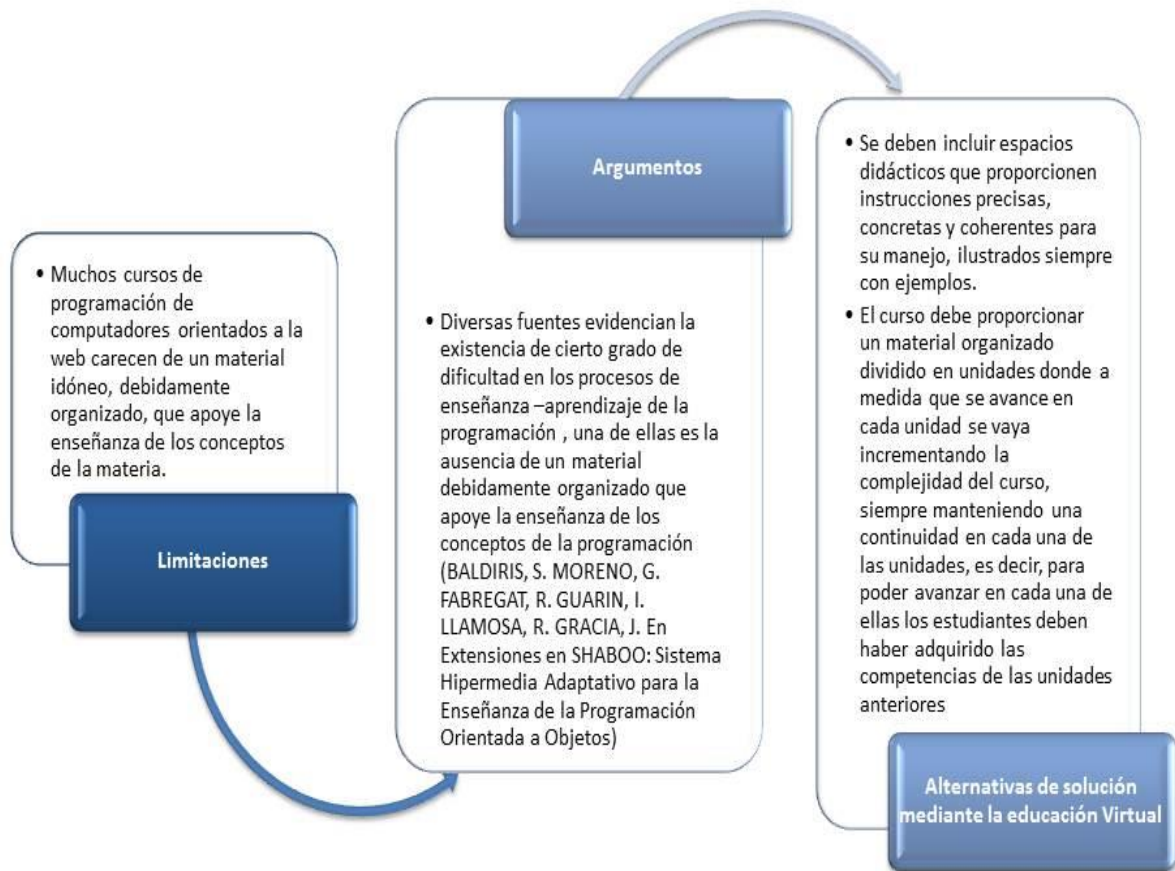 • Muchos cursos de
programación de
computadores orientados a la
web carecen de un material
idóneo, debidamente
organizado, que apoye la
enseñanza de los conceptos
de la materia.
Limitaciones
Argumentos
• Diversas fuentes evidencian la
existencia de cierto grado de
dificultad en los procesos de
enseñanza –aprendizaje de la
programación , una de ellas es la
ausencia de un material
debidamente organizado que
apoye la enseñanza de los
conceptos de la programación
(BALDIRIS, S. MORENO, G.
FABREGAT, R. GUARIN, I.
LLAMOSA, R. GRACIA, J. En
Extensiones en SHABOO: Sistema
Hipermedia Adaptativo para la
Enseñanza de la Programación
Orientada a Objetos)
• Se deben incluir espacios
didácticos que proporcionen
instrucciones precisas,
concretas y coherentes para
su manejo, ilustrados siempre
con ejemplos.
• El curso debe proporcionar
un material organizado
dividido en unidades donde a
medida que se avance en
cada unidad se vaya
incrementando la
complejidad del curso,
siempre manteniendo una
continuidad en cada una de
las unidades, es decir, para
poder avanzar en cada una de
ellas los estudiantes deben
haber adquirido las
competencias de las unidades
anteriores
Alternativas de solución
mediante la educación Virtual